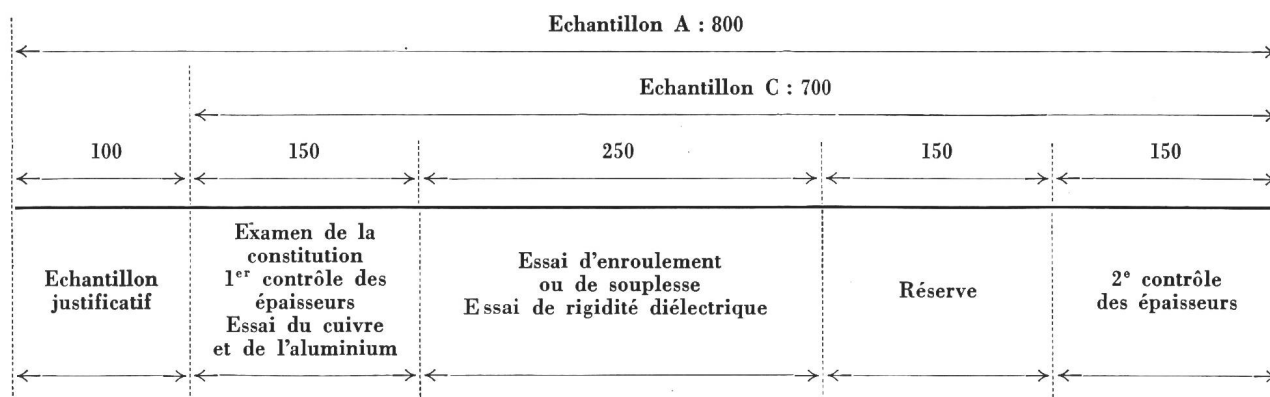 Echantillon A : 800
Echantillon C : 700
100
150
250
150
150
Echantillon
justificatif
Examen de la
constitution
1er contrôle des
épaisseurs
Essai du cuivre
et de l'aluminium
Essai d'enroulement
ou de souplesse
Essai de rigidité diélectrique
Réserve
2e contrôle
des épaisseurs